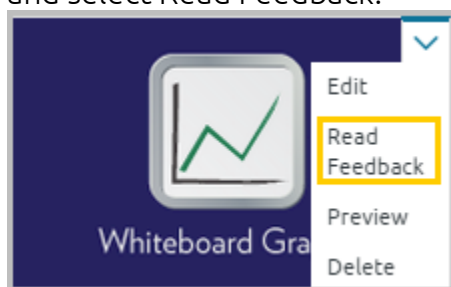 and select Read Feedback.
Edit
Read
Feedback
Preview
Whiteboard Gra
Delete